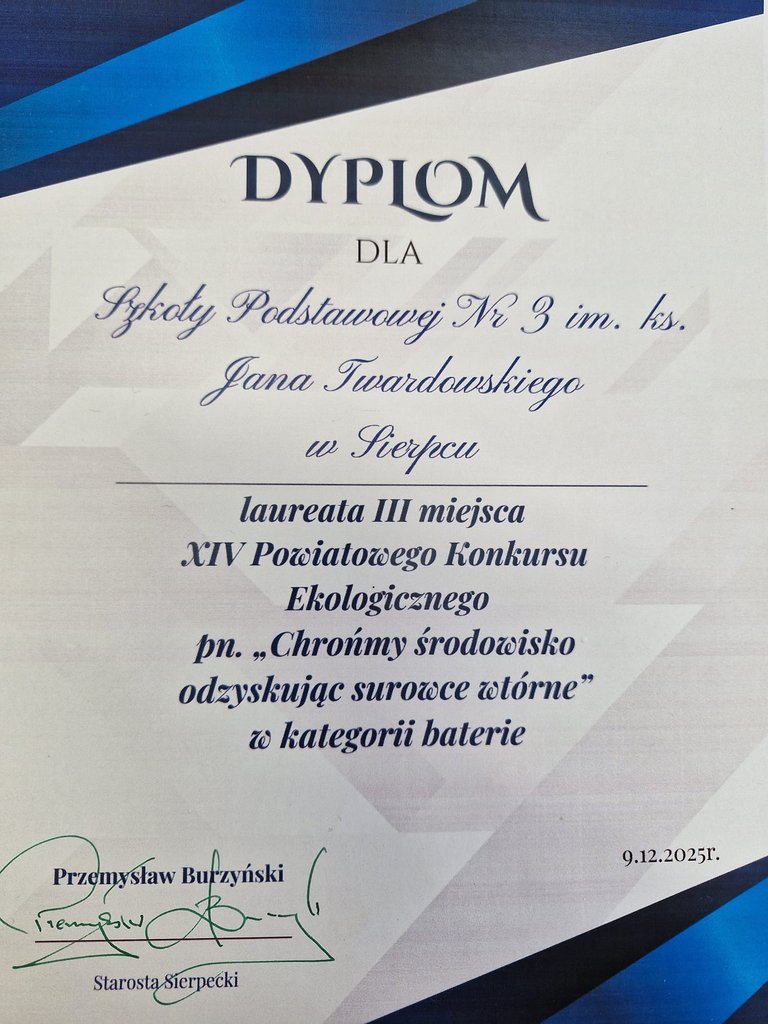 DYPLOM
DLA
Szkoły Podstawowej Nr 3 im. ks.
Jana Twardowskiego
w Sierpcu
laureata III miejsca
XIV Powiatowego Konkursu
Ekologicznego
pn. „Chrońmy środowisko
odzyskując surowce wtórne”
w kategorii baterie
9.12.2025r.
Przemysław Burzyński
Starosta Sierpecki